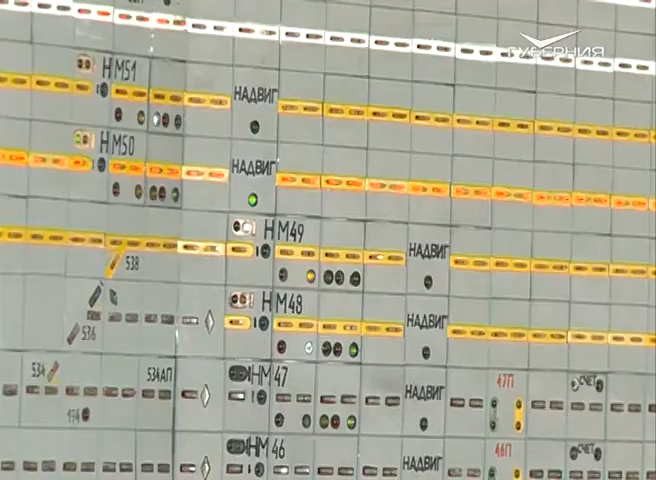 ГУБЕРНИЯ
НМ51
НАДВИГ
НМ50
НАДВИГ
НМ49
НАДВИГ
538
НМ48
НАДВИГ
536
534
534АП
НМ47
НАДВИГ
47П
СЧЕТ
194
НМ46
НАДВИГ
46П
СЧЕТ